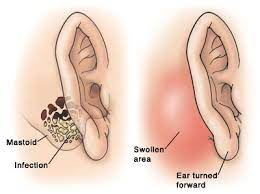 Mastoid
Infection
Swollen
area
Ear turned
forward